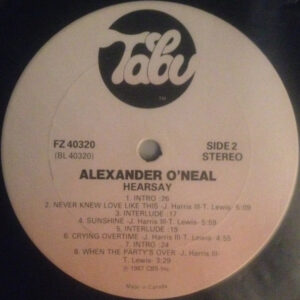 Tabu
TM
FZ 40320
(BL 40320)
SIDE 2
STEREO
ALEXANDER O'NEAL
HEARSAY
1. INTRO :26
2. NEVER KNEW LOVE LIKE THIS -J. Harris III-T. Lewis 5:09
3. INTERLUDE :17
4. SUNSHINE -J. Harris III-T. Lewis- 5:59
5. INTERLUDE :19
6. CRYING OVERTIME -J. Harris III-T. Lewis- 4:55
7. INTRO :24
8. WHEN THE PARTY'S OVER -J. Harris III-
T. Lewis- 5:29
℗ 1987 CBS Inc.
Made in Canada